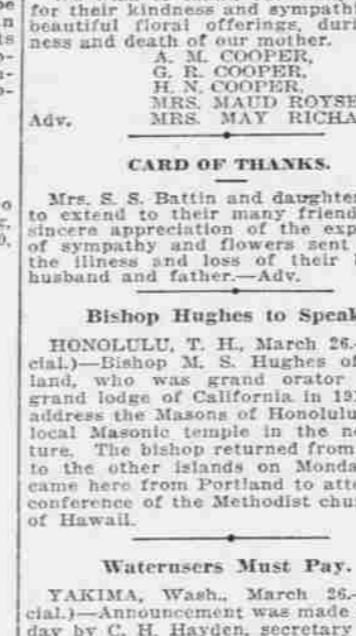 for their kindness and sympath
beautiful floral offerings, dur
ness and death of our mother.
A. M. COOPER,
G. R. COOPER,
H. N. COOPER,
MRS. MAUD ROYSE
Adv. MRS. MAY RICHA
CARD OF THANKS.
Mrs. S. S. Battin and daughter
to extend to their many friend
sincere appreciation of the exp
of sympathy and flowers sent
the illness and loss of their
husband and father.—Adv.
Bishop Hughes to Speak
HONOLULU, T. H., March 26.—
cial.)—Bishop M. S. Hughes of
land, who was grand orator
grand lodge of California in 191
address the Masons of Honolulu
local Masonic temple in the ne
ture. The bishop returned from
to the other islands on Monda
came here from Portland to atte
conference of the Methodist chu
of Hawaii.
Waterusers Must Pay.
YAKIMA, Wash., March 26.—
cial.)—Announcement was made
day by C. H. Hayden, secretary